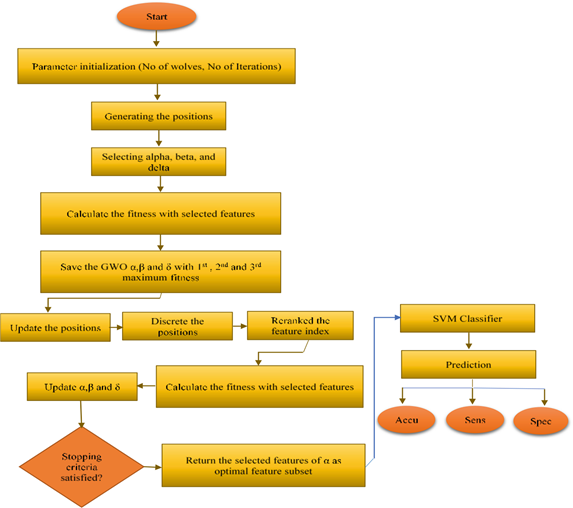 Start
Parameter initialization (No of wolves, No of Iterations)
Generating the positions
Selecting alpha, beta, and
delta
Calculate the fitness with selected features
Save the GWO α,β and δ with 1st , 2nd and 3rd
maximum fitness
Update the positions
Discrete the
positions
Reranked the
feature index
Calculate the fitness with selected features
Update α,β and δ
Stopping
criteria
satisfied?
Return the selected features of α as
optimal feature subset
SVM Classifier
Prediction
Accu
Sens
Spec